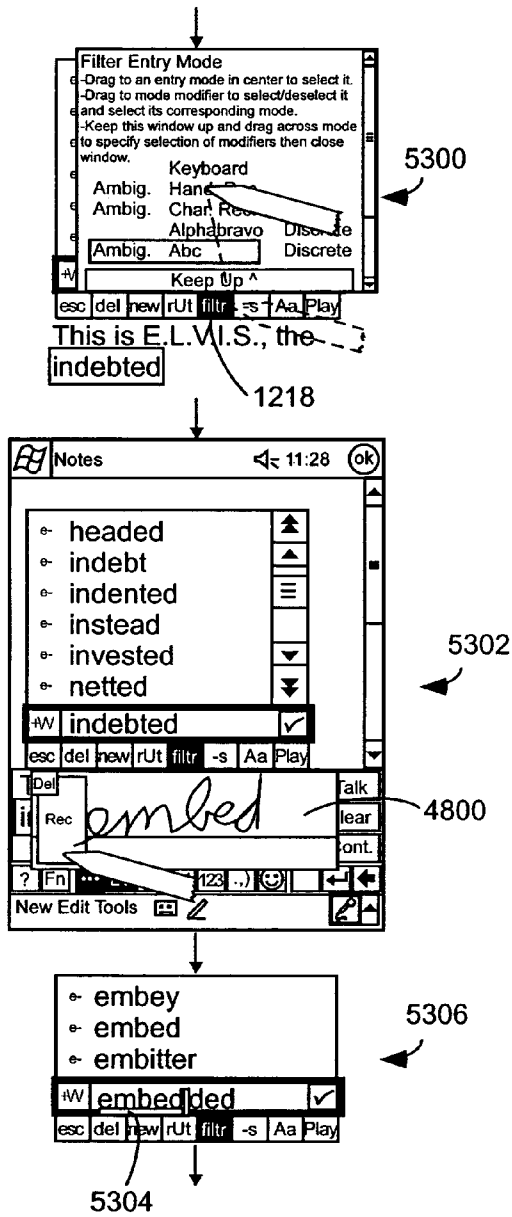 Filter Entry Mode
-Drag to an entry mode in center to select it.
-Drag to mode modifier to select/deselect it
and select its corresponding mode.
-Keep this window up and drag across mode
to specify selection of modifiers then close
window.
Keyboard
Ambig.
Ambig. Char.
Alphabravo Discrete
Ambig. Abc Discrete
Keep Up ^
esc del new rUt filtr -s Aa Play
This is E.L.V.I.S., the
indebted
5300
1218
Notes 11:28 ok
e- headed
e- indebt
e- indented
e- instead
e- invested
e- netted
+W indebted
esc del new rUt filtr -s Aa Play
Del
Rec embed
? Fn 123 .,)
New Edit Tools
5302
4800
e- embey
e- embed
e- embitter
+W embedded
esc del new rUt filtr -s Aa Play
5306
5304